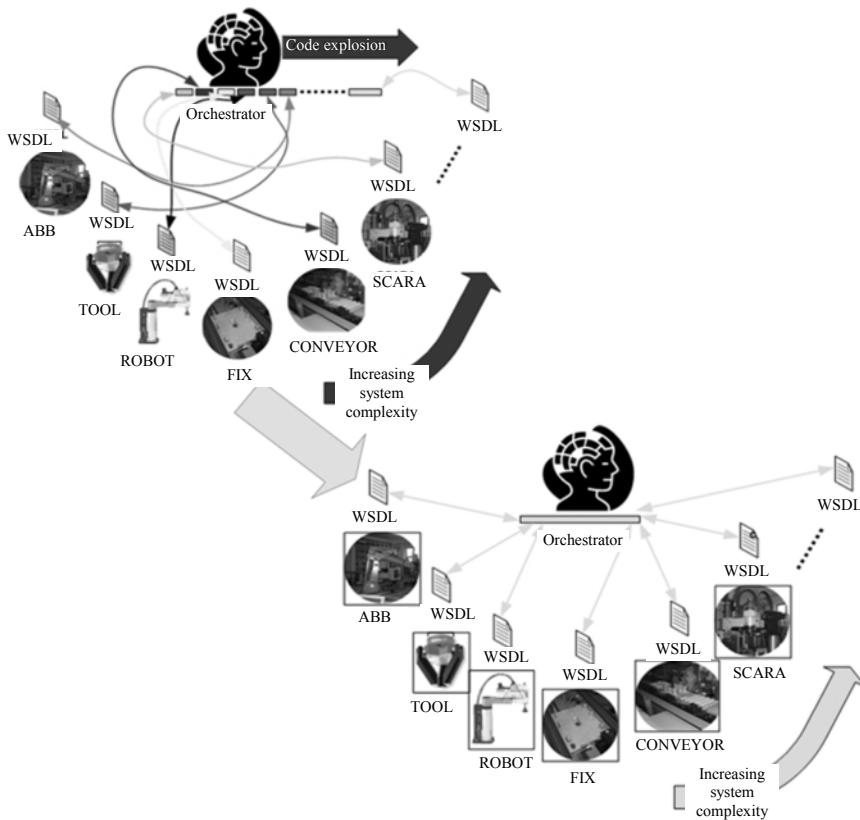 Code explosion
Orchestrator
WSDL
WSDL
WSDL
ABB
WSDL
WSDL
WSDL
WSDL
SCARA
TOOL
CONVEYOR
ROBOT
FIX
Increasing
system
complexity
WSDL
WSDL
Orchestrator
WSDL
ABB
WSDL
WSDL
WSDL
WSDL
SCARA
TOOL
CONVEYOR
ROBOT
FIX
Increasing
system
complexity